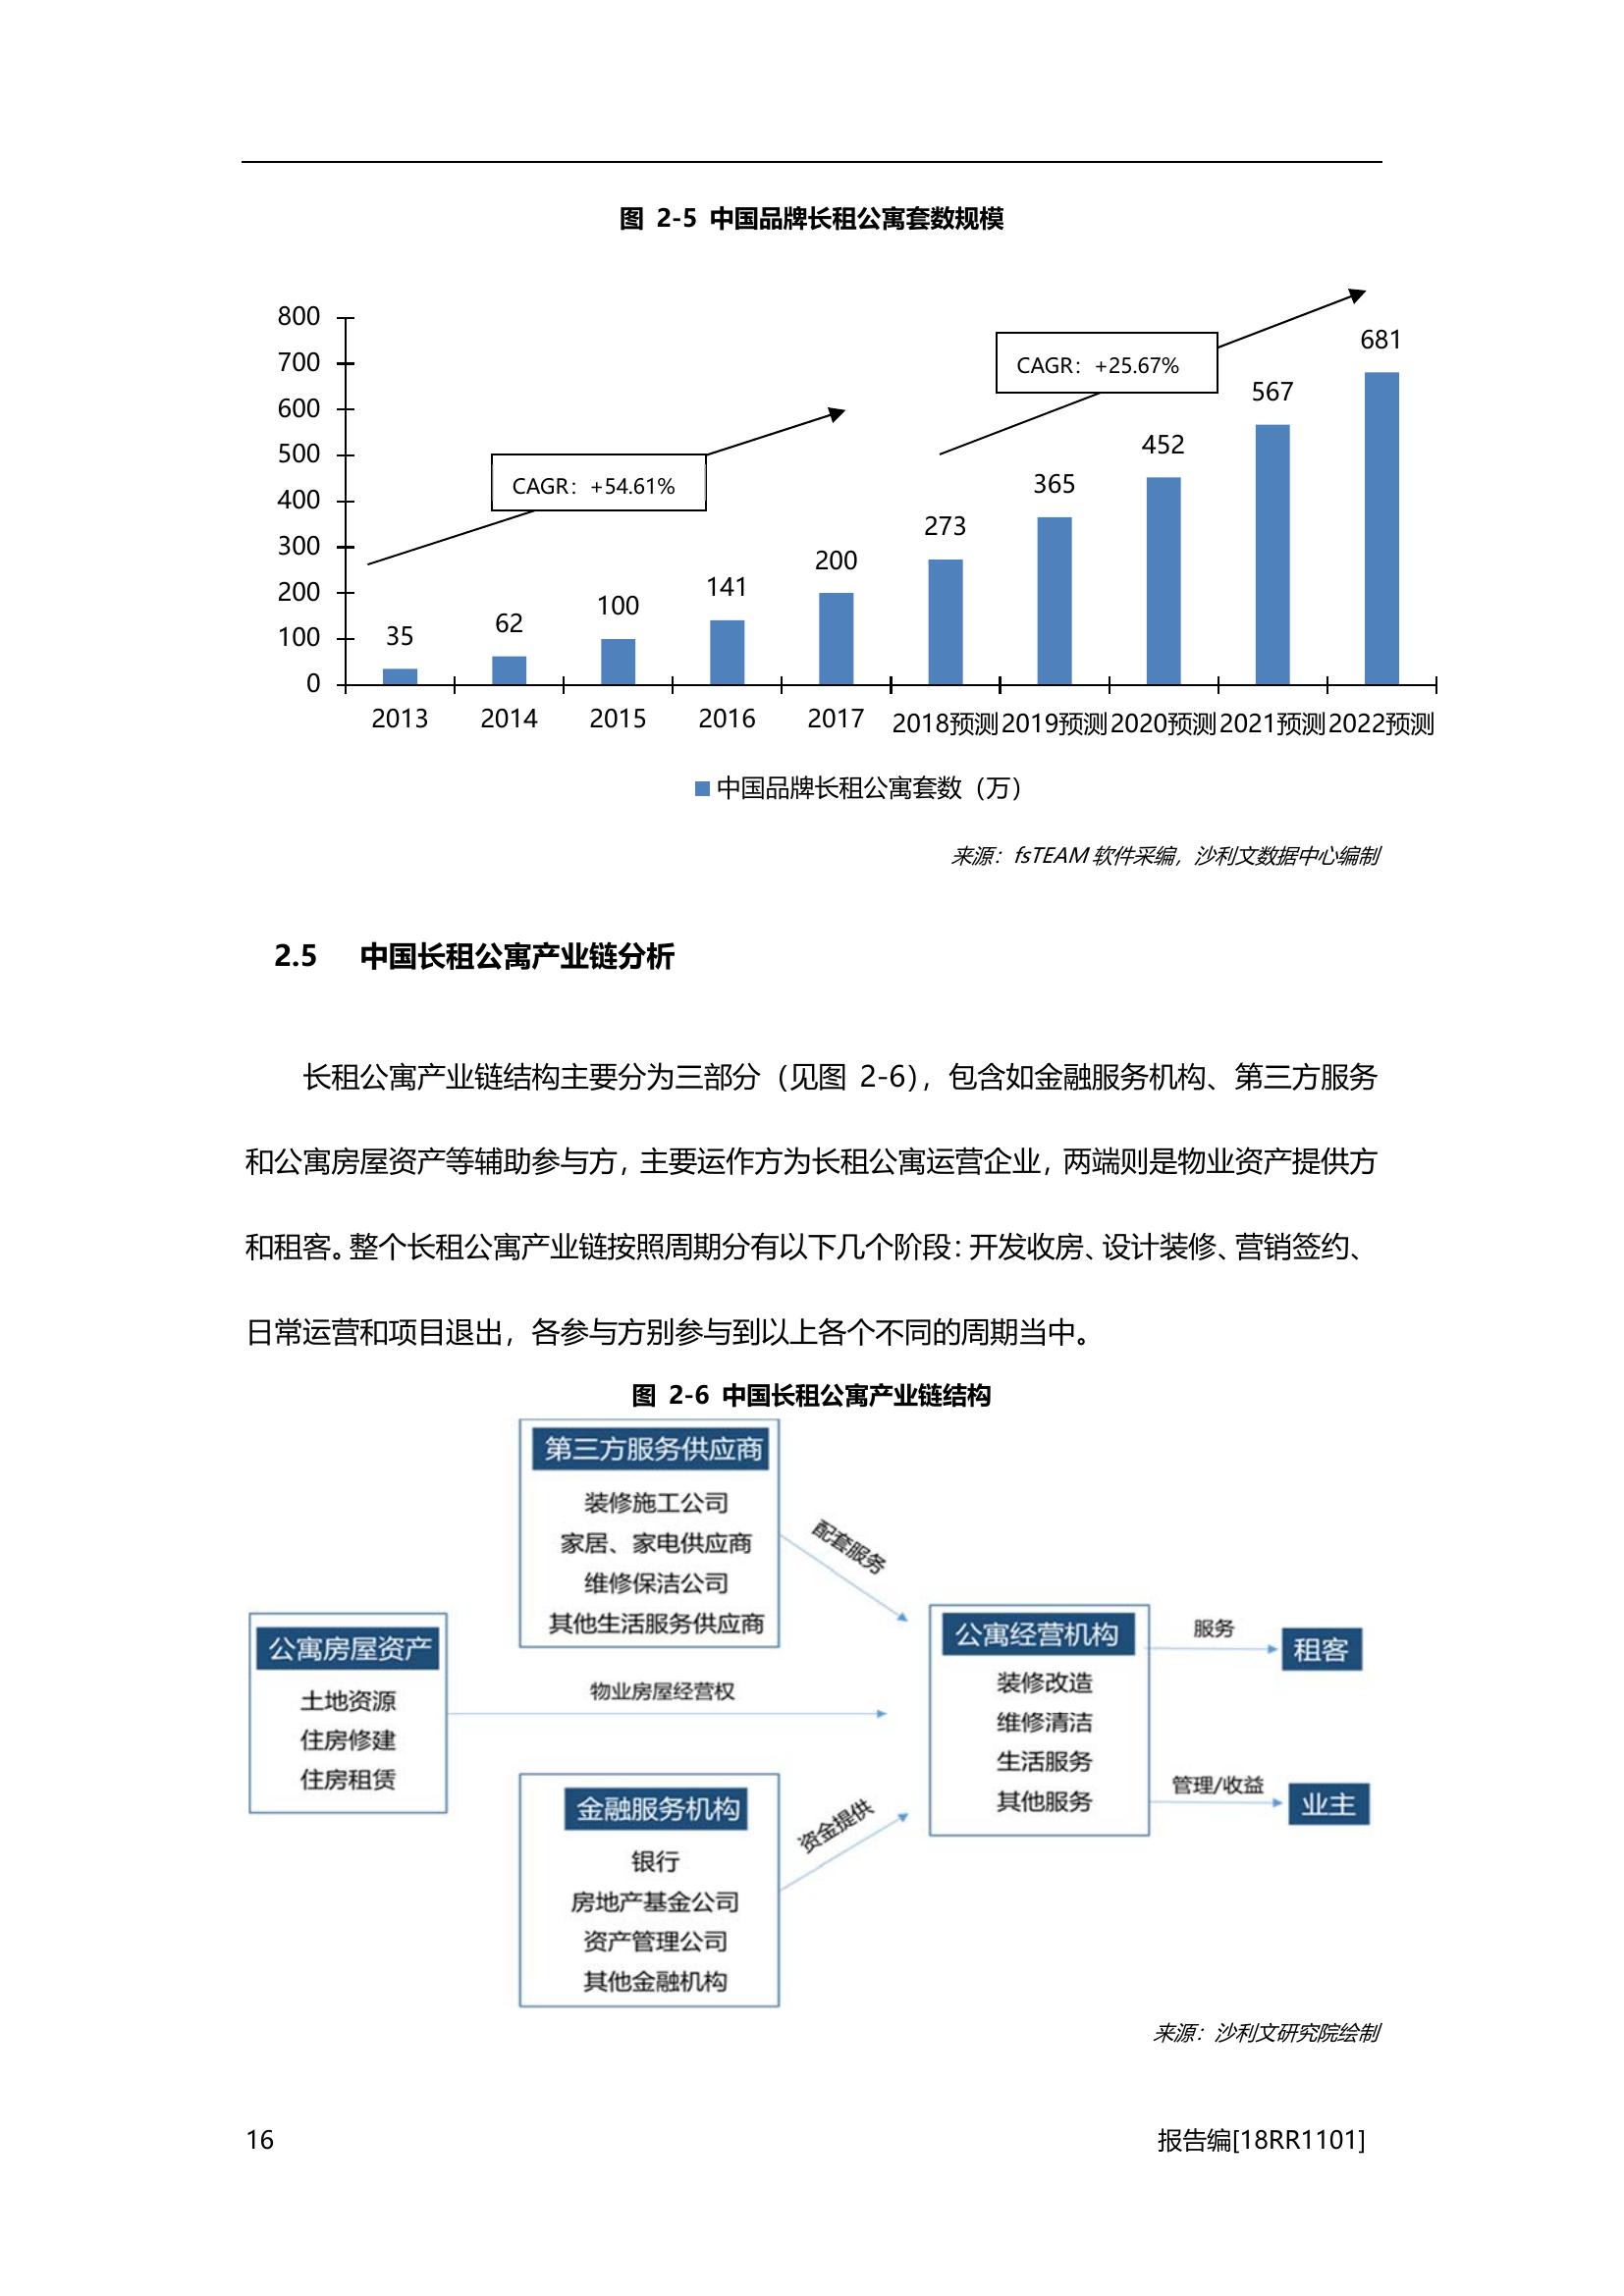 图 2-5 中国品牌长租公寓套数规模
800
700
600
500
400
300
200
100
0
CAGR：+54.61%
CAGR：+25.67%
35
62
100
141
200
273
365
452
567
681
2013
2014
2015
2016
2017
2018预测
2019预测
2020预测
2021预测
2022预测
中国品牌长租公寓套数（万）
来源：fsTEAM 软件采编，沙利文数据中心编制
2.5 中国长租公寓产业链分析
长租公寓产业链结构主要分为三部分（见图 2-6），包含如金融服务机构、第三方服务
和公寓房屋资产等辅助参与方，主要运作方为长租公寓运营企业，两端则是物业资产提供方
和租客。整个长租公寓产业链按照周期分有以下几个阶段：开发收房、设计装修、营销签约、
日常运营和项目退出，各参与方别参与到以上各个不同的周期当中。
图 2-6 中国长租公寓产业链结构
第三方服务供应商
装修施工公司
家居、家电供应商
维修保洁公司
其他生活服务供应商
配套服务
公寓房屋资产
土地资源
住房修建
住房租赁
物业房屋经营权
金融服务机构
银行
房地产基金公司
资产管理公司
其他金融机构
资金提供
公寓经营机构
装修改造
维修清洁
生活服务
其他服务
服务
租客
管理/收益
业主
来源：沙利文研究院绘制
16
报告编[18RR1101]